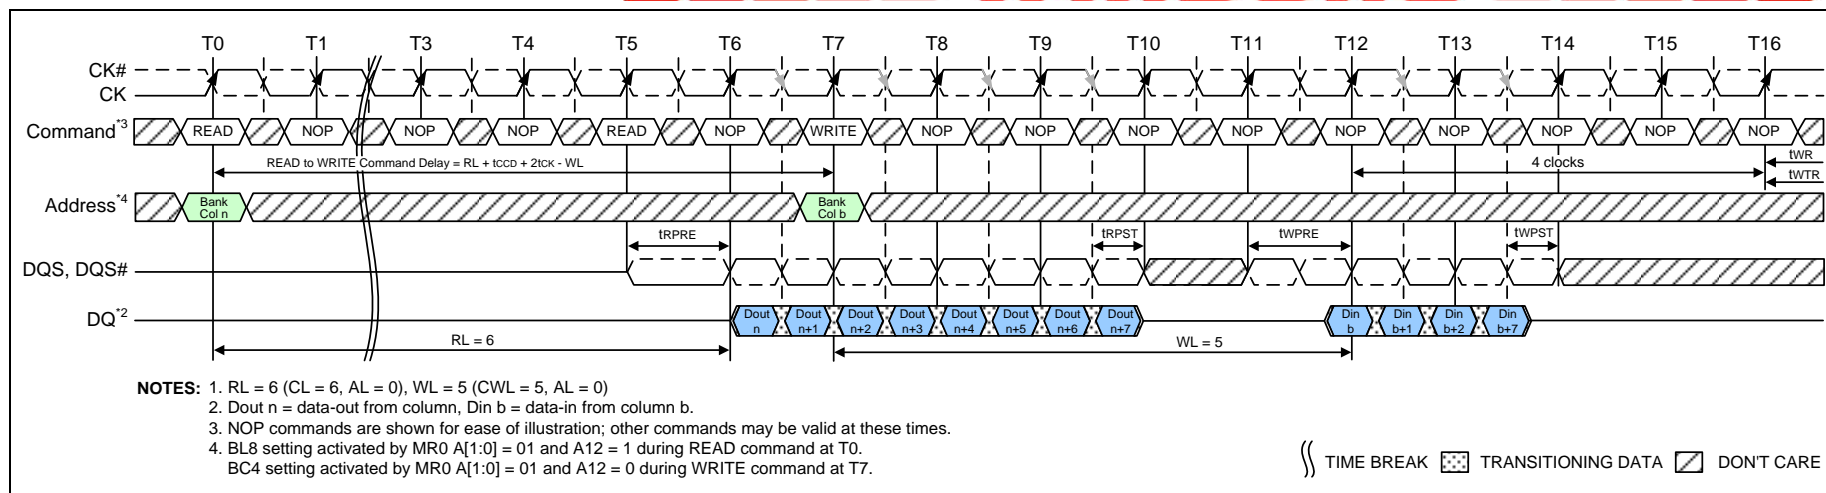 T0 T1 T3 T4 T5 T6 T7 T8 T9 T10 T11 T12 T13 T14 T15 T16
CK#
CK
Command*3 READ NOP NOP NOP READ NOP WRITE NOP NOP NOP NOP NOP NOP NOP NOP NOP
READ to WRITE Command Delay = RL + tCCD + 2tCK - WL
4 clocks
tWR
tWTR
Address*4
Bank
Col n
Bank
Col b
tRPRE tRPST tWPRE tWPST
DQS, DQS#
DQ*2
Dout
n
Dout
n+1
Dout
n+2
Dout
n+3
Dout
n+4
Dout
n+5
Dout
n+6
Dout
n+7
Din
b
Din
b+1
Din
b+2
Din
b+7
RL = 6
WL = 5
NOTES: 1. RL = 6 (CL = 6, AL = 0), WL = 5 (CWL = 5, AL = 0)
2. Dout n = data-out from column, Din b = data-in from column b.
3. NOP commands are shown for ease of illustration; other commands may be valid at these times.
4. BL8 setting activated by MR0 A[1:0] = 01 and A12 = 1 during READ command at T0.
BC4 setting activated by MR0 A[1:0] = 01 and A12 = 0 during WRITE command at T7.
TIME BREAK TRANSITIONING DATA DON'T CARE